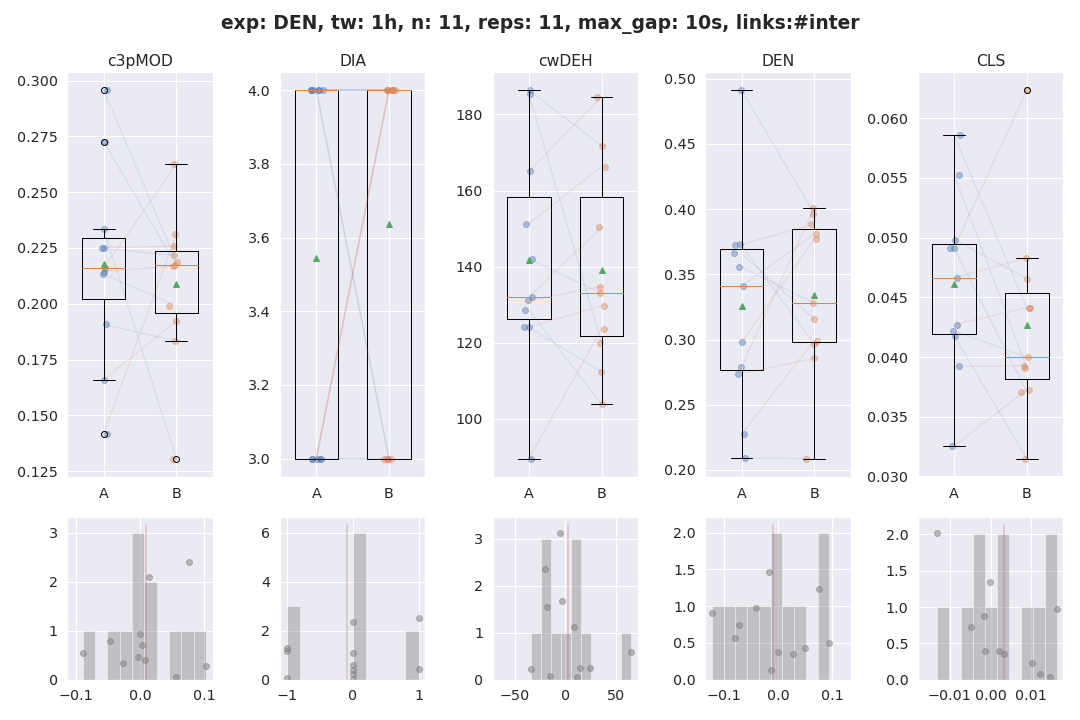 exp: DEN, tw: 1h, n: 11, reps: 11, max_gap: 10s, links:#inter
c3pMOD DIA cwDEH DEN CLS
0.300 0.275 0.250 0.225 0.200 0.175 0.150 0.125
A B
4.0 3.8 3.6 3.4 3.2 3.0
A B
180 160 140 120 100
A B
0.50 0.45 0.40 0.35 0.30 0.25 0.20
A B
0.060 0.055 0.050 0.045 0.040 0.035 0.030
A B
3 2 1 0
−0.1 0.0 0.1
6 4 2 0
−1 0 1
3 2 1 0
−50 0 50
2.0 1.5 1.0 0.5 0.0
−0.1 0.0 0.1
2.0 1.5 1.0 0.5 0.0
−0.01 0.00 0.01